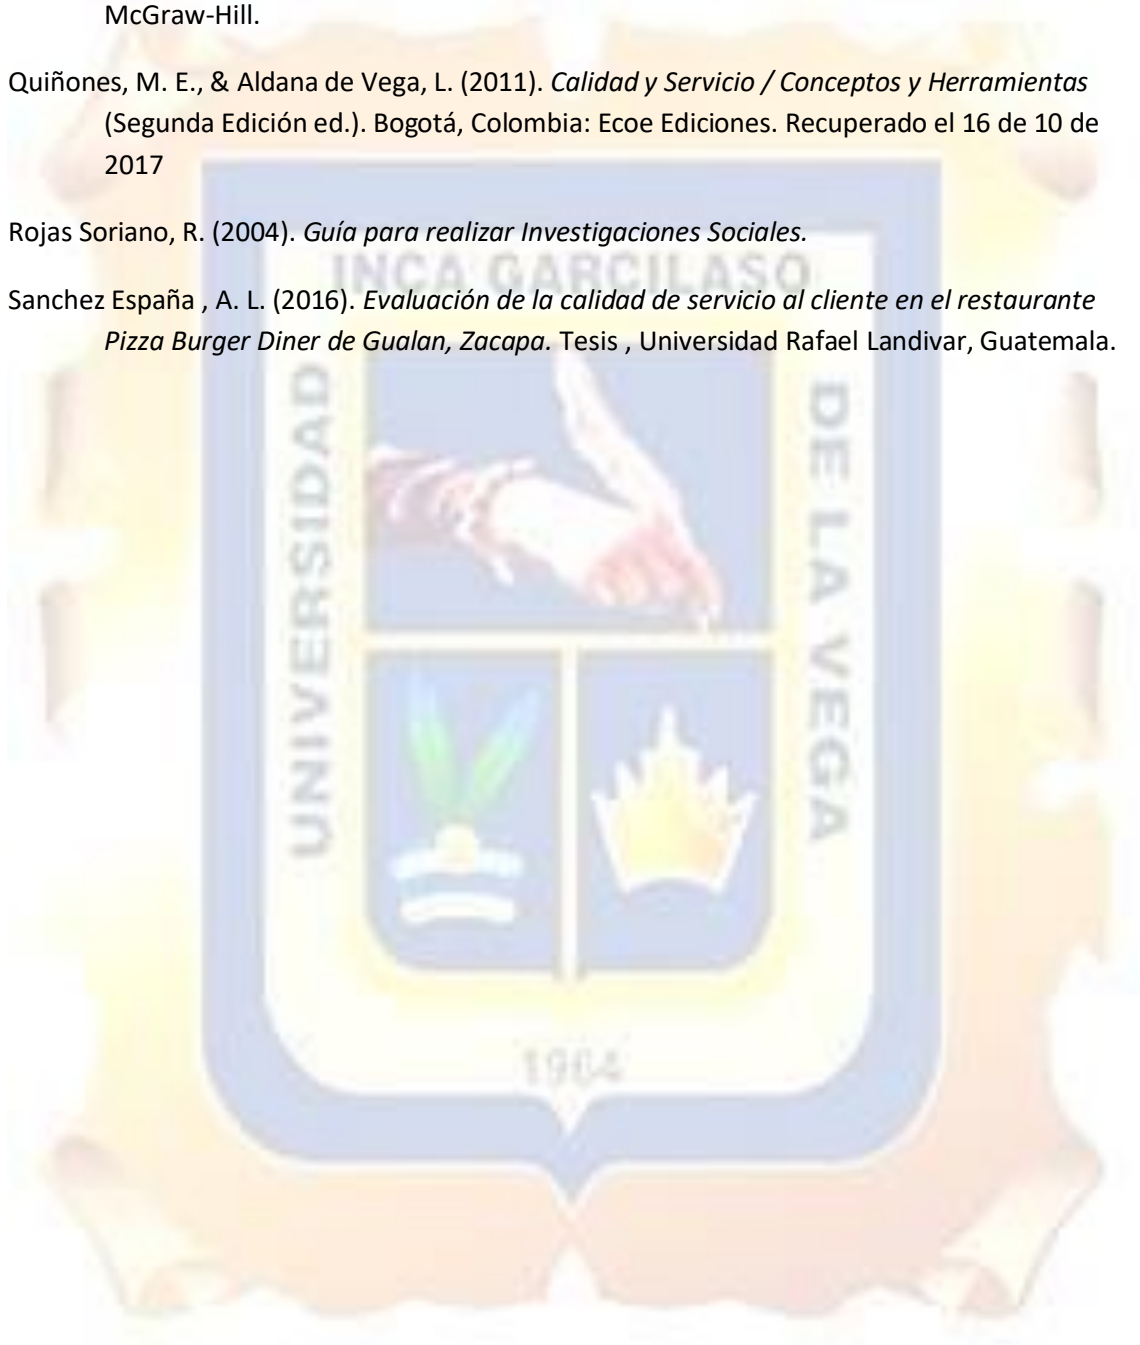 McGraw-Hill.
Quiñones, M. E., & Aldana de Vega, L. (2011). Calidad y Servicio / Conceptos y Herramientas
(Segunda Edición ed.). Bogotá, Colombia: Ecoe Ediciones. Recuperado el 16 de 10 de
2017
Rojas Soriano, R. (2004). Guía para realizar Investigaciones Sociales.
INCA GARCILASO
Sanchez España , A. L. (2016). Evaluación de la calidad de servicio al cliente en el restaurante
Pizza Burger Diner de Gualan, Zacapa. Tesis , Universidad Rafael Landivar, Guatemala.
UNIVERSIDAD
DE LA VEGA
1964